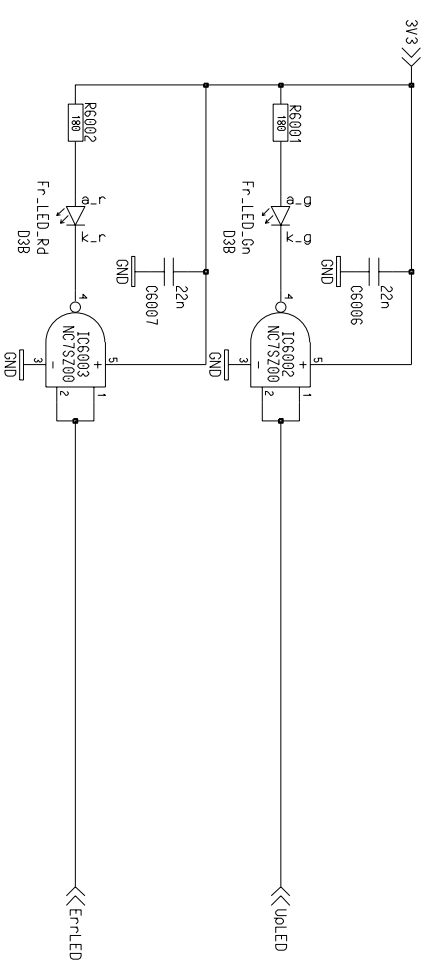 3V3
R6002
180
R6001
180
a_r
k_r
Fr_LED_Rd
D3B
a_g
k_g
Fr_LED_Gn
D3B
GND
22n
C6007
GND
22n
C6006
4
IC6003
NC7SZ00
+
-
5
3
GND
1
2
4
IC6002
NC7SZ00
+
-
5
3
GND
1
2
ErrLED
UpLED